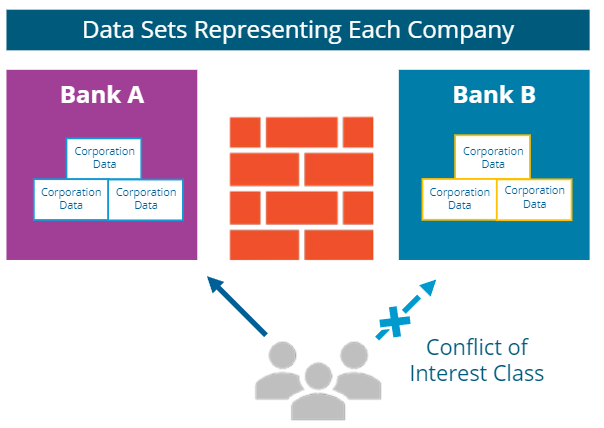 Data Sets Representing Each Company
Bank A
Corporation
Data
Corporation
Data
Corporation
Data
Bank B
Corporation
Data
Corporation
Data
Corporation
Data
Conflict of
Interest Class